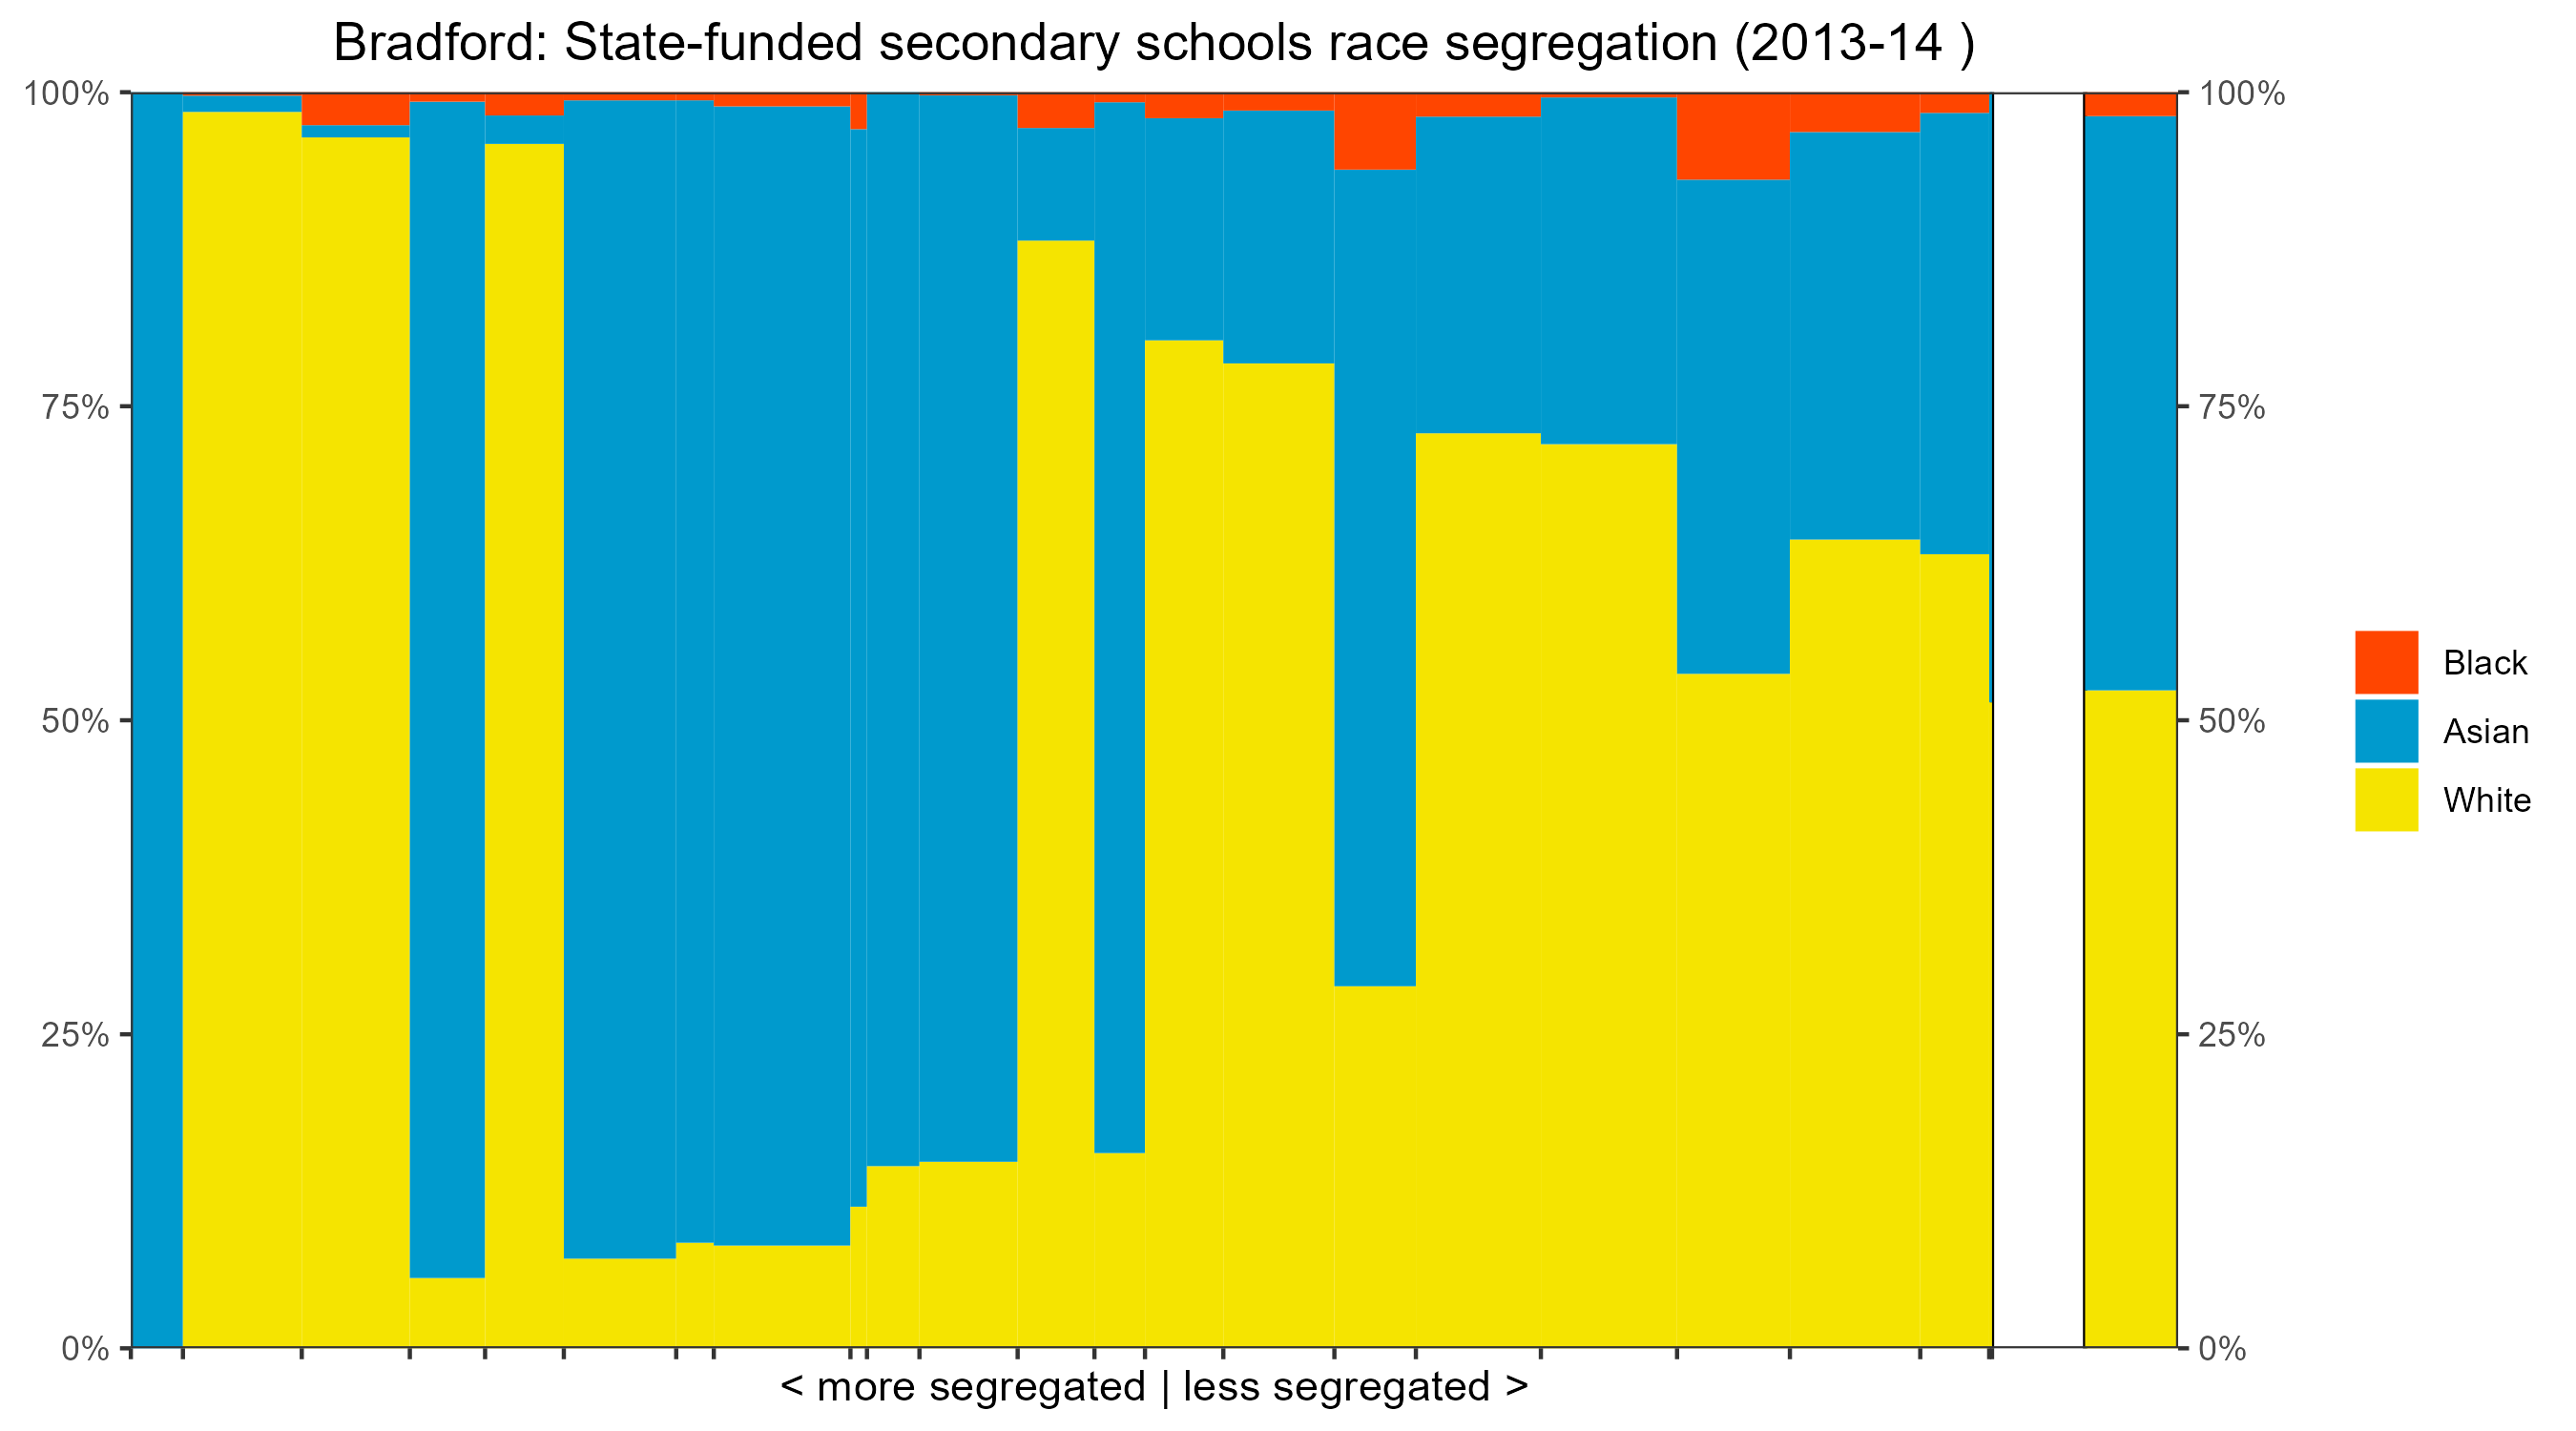 Bradford: State-funded secondary schools race segregation (2013-14 )
100%
75%
50%
25%
0%
100%
75%
50%
25%
0%
Black
Asian
White
< more segregated | less segregated >